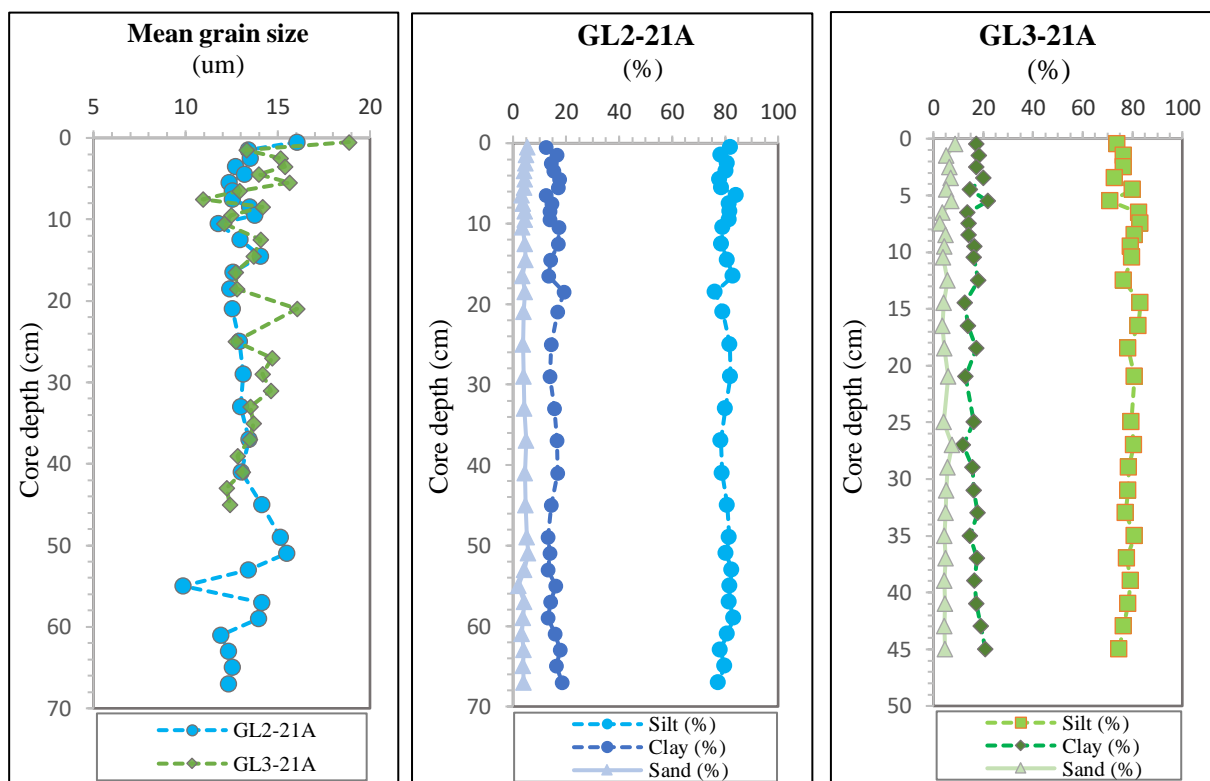 Mean grain size
(um)
5 10 15 20
0
10
20
30
40
50
60
70
Core depth (cm)
GL2-21A
GL3-21A
GL2-21A
(%)
0 20 40 60 80 100
0
10
20
30
40
50
60
70
Core depth (cm)
Silt (%)
Clay (%)
Sand (%)
GL3-21A
(%)
0 20 40 60 80 100
0
5
10
15
20
25
30
35
40
45
50
Core depth (cm)
Silt (%)
Clay (%)
Sand (%)